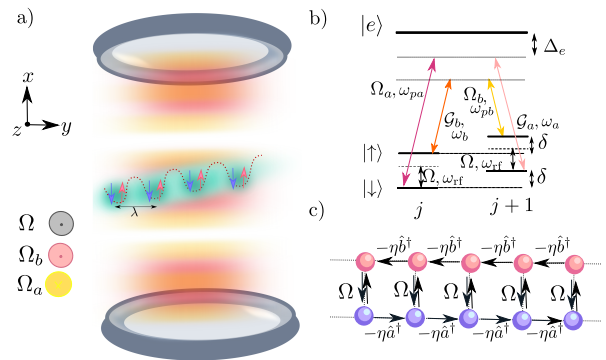 a)
x
z
y
λ
Ω
Ω_b
Ω_a
b)
|e⟩
Δ_e
Ω_a, ω_pa
Ω_b, ω_pb
𝒢_b, ω_b
𝒢_a, ω_a
|↑⟩
|↓⟩
Ω, ω_rf
Ω, ω_rf
δ
δ
j
j + 1
c)
−ηb̂† −ηb̂† −ηb̂† −ηb̂†
Ω Ω Ω Ω Ω
−ηâ† −ηâ† −ηâ† −ηâ†